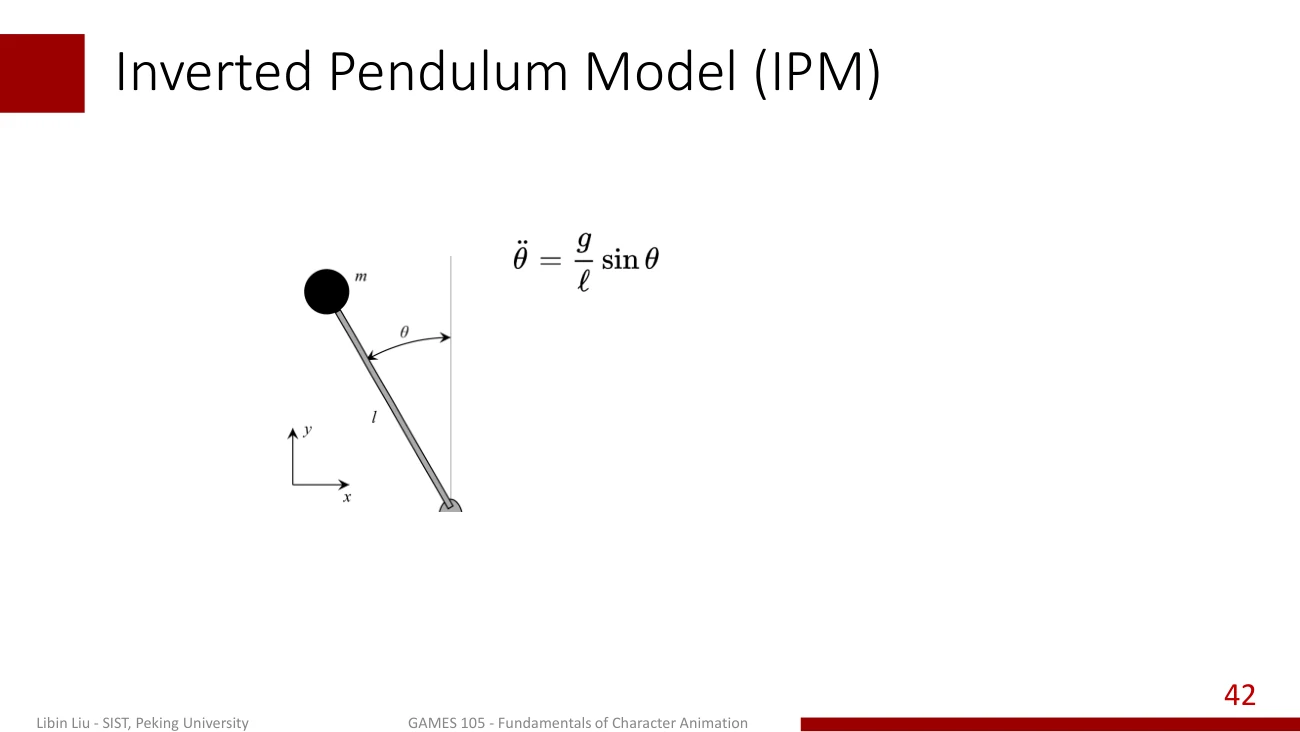 Inverted Pendulum Model (IPM)
θ̈ = g/ℓ sin θ
m
θ
l
y
x
42
Libin Liu - SIST, Peking University
GAMES 105 - Fundamentals of Character Animation